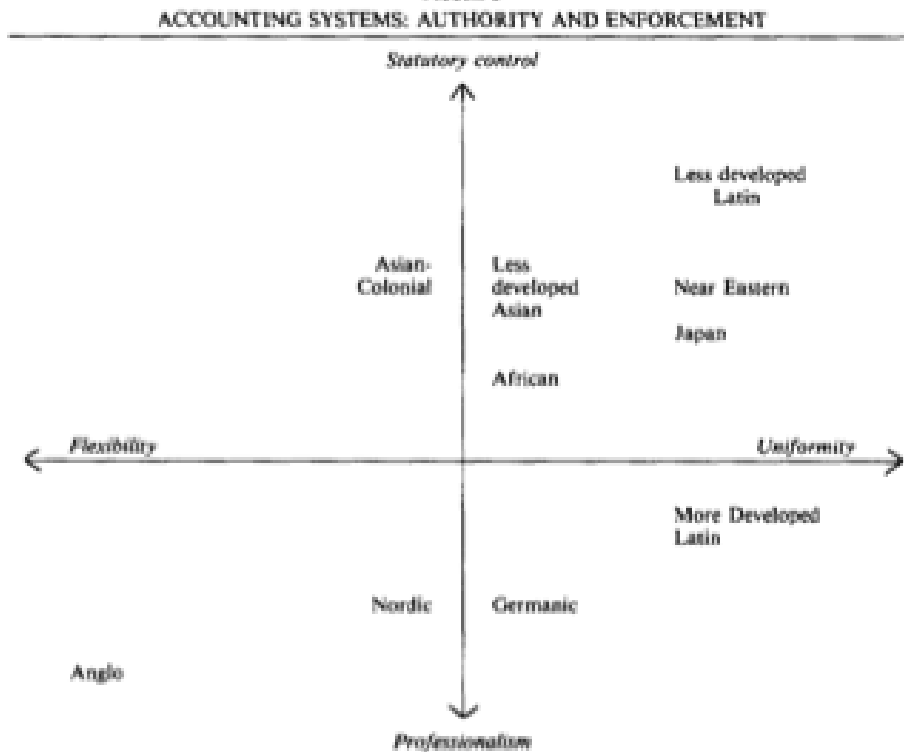 ACCOUNTING SYSTEMS: AUTHORITY AND ENFORCEMENT
Statutory control
Less developed
Latin
Asian-
Colonial
Less
developed
Asian
Near Eastern
Japan
African
Flexibility
Uniformity
More Developed
Latin
Nordic
Germanic
Anglo
Professionalism